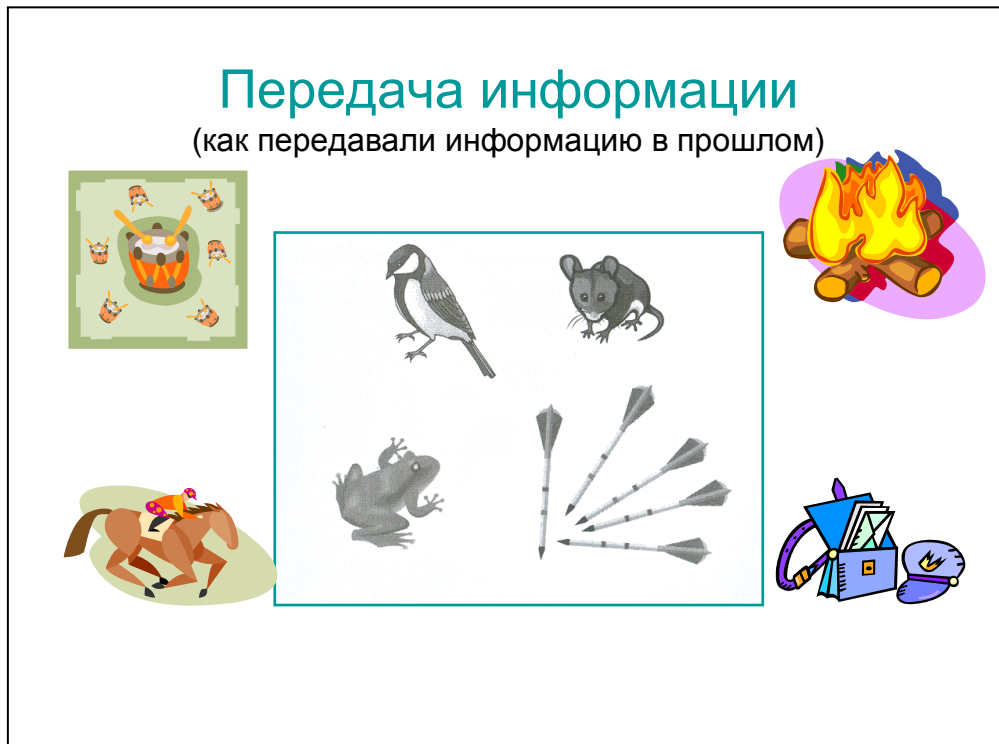 Передача информации
(как передавали информацию в прошлом)